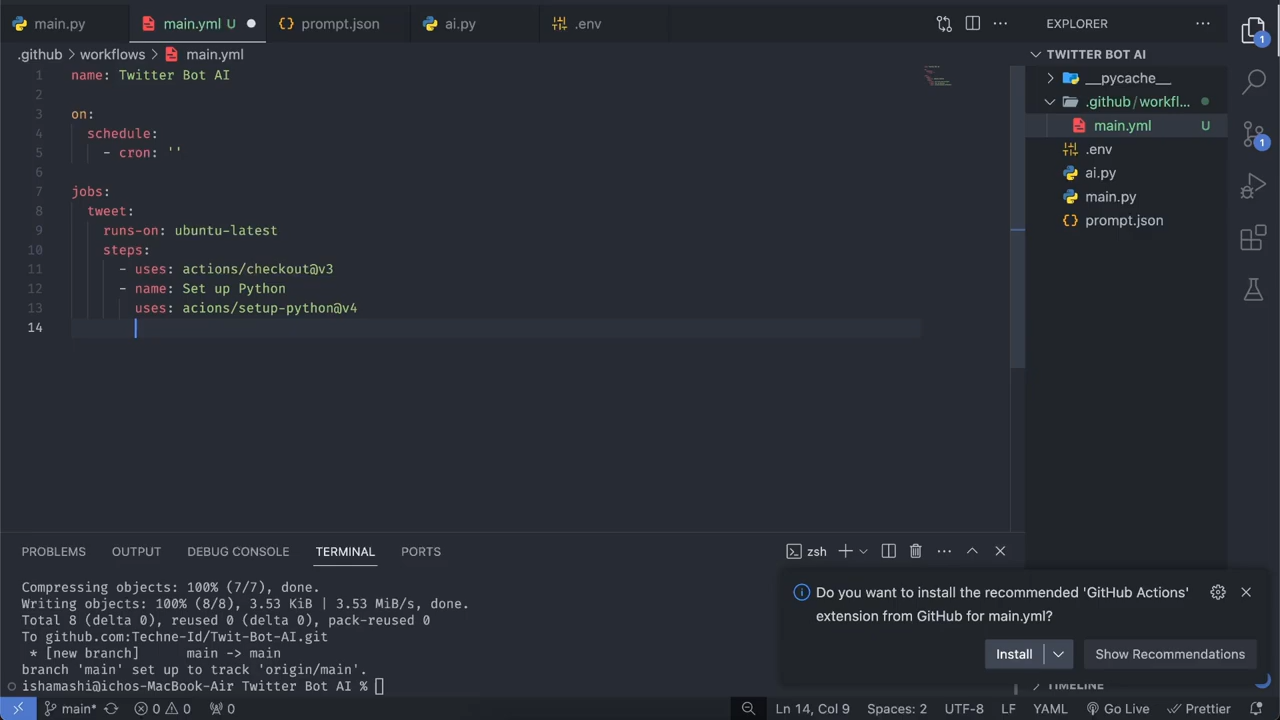 main.py
main.yml U
prompt.json
ai.py
.env
.github > workflows > main.yml
1 name: Twitter Bot AI
2
3 on:
4 schedule:
5 - cron: ''
6
7 jobs:
8 tweet:
9 runs-on: ubuntu-latest
10 steps:
11 - uses: actions/checkout@v3
12 - name: Set up Python
13 uses: acions/setup-python@v4
14
EXPLORER
TWITTER BOT AI
__pycache__
.github/workfl...
main.yml U
.env
ai.py
main.py
prompt.json
TIMELINE
1
1
PROBLEMS OUTPUT DEBUG CONSOLE TERMINAL PORTS
zsh
Compressing objects: 100% (7/7), done.
Writing objects: 100% (8/8), 3.53 KiB | 3.53 MiB/s, done.
Total 8 (delta 0), reused 0 (delta 0), pack-reused 0
To github.com:Techne-Id/Twit-Bot-AI.git
* [new branch] main -> main
branch 'main' set up to track 'origin/main'.
ishamashi@ichos-MacBook-Air Twitter Bot AI %
Do you want to install the recommended 'GitHub Actions'
extension from GitHub for main.yml?
Install
Show Recommendations
main* 0 0 0
Ln 14, Col 9 Spaces: 2 UTF-8 LF YAML Go Live Prettier